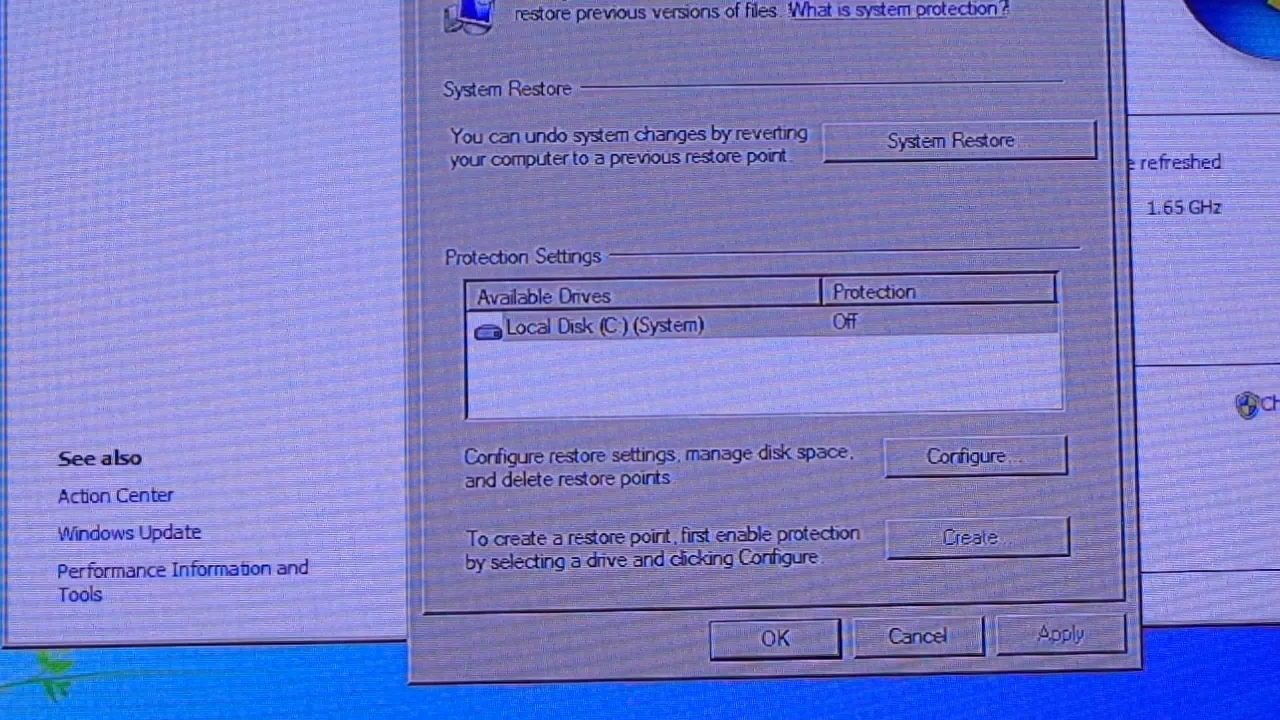 restore previous versions of files. What is system protection?
System Restore
You can undo system changes by reverting
your computer to a previous restore point.
System Restore...
refreshed
1.65 GHz
Protection Settings
Available Drives
Protection
Local Disk (C:) (System)
Off
Configure restore settings, manage disk space,
and delete restore points.
Configure...
To create a restore point, first enable protection
by selecting a drive and clicking Configure.
Create...
OK
Cancel
Apply
See also
Action Center
Windows Update
Performance Information and
Tools